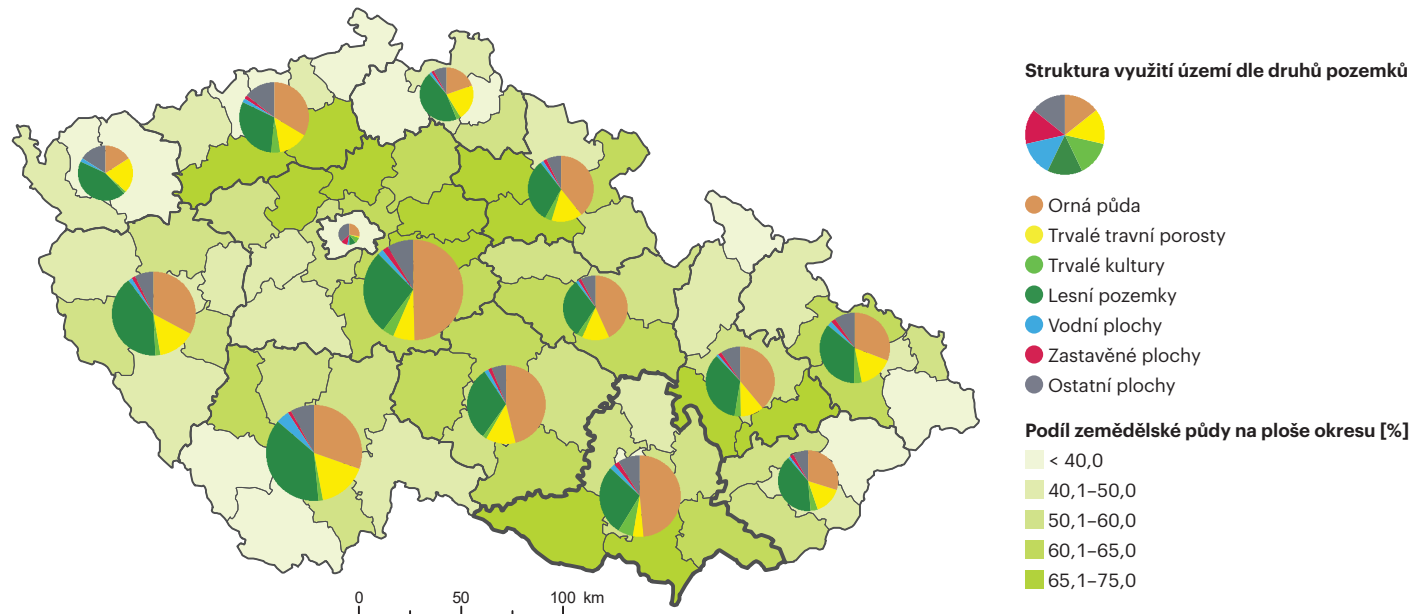 Struktura využití území dle druhů pozemků
Orná půda
Trvalé travní porosty
Trvalé kultury
Lesní pozemky
Vodní plochy
Zastavěné plochy
Ostatní plochy
Podíl zemědělské půdy na ploše okresu [%]
< 40,0
40,1–50,0
50,1–60,0
60,1–65,0
65,1–75,0
0 50 100 km